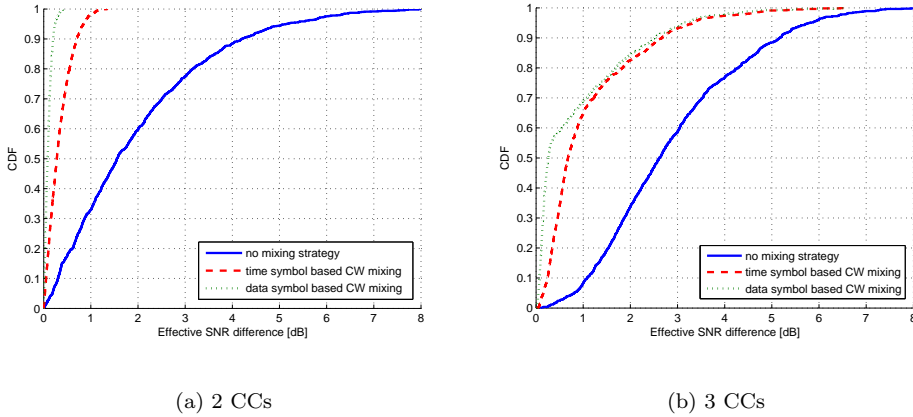 1
0.9
0.8
0.7
0.6
0.5
0.4
0.3
0.2
0.1
0
CDF
0 1 2 3 4 5 6 7 8
Effective SNR difference [dB]
no mixing strategy
time symbol based CW mixing
data symbol based CW mixing
(a) 2 CCs
1
0.9
0.8
0.7
0.6
0.5
0.4
0.3
0.2
0.1
0
CDF
0 1 2 3 4 5 6 7 8
Effective SNR difference [dB]
no mixing strategy
time symbol based CW mixing
data symbol based CW mixing
(b) 3 CCs